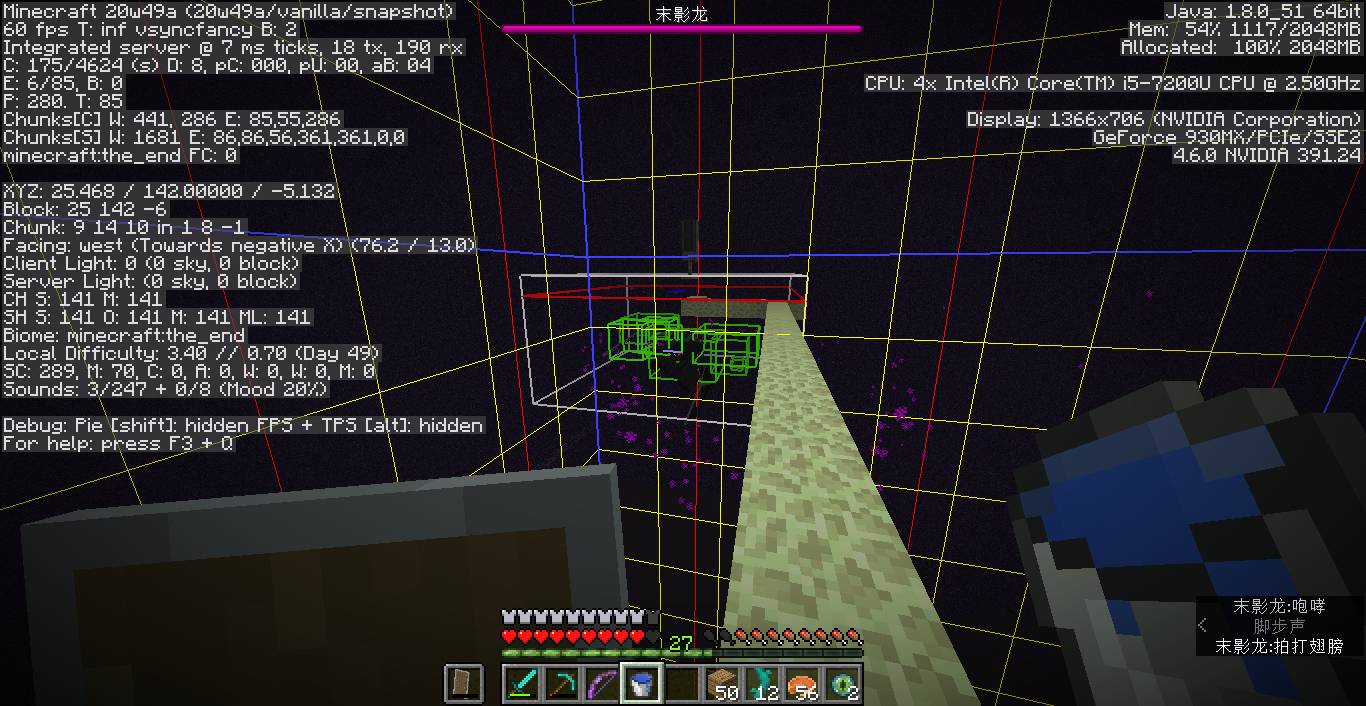 Minecraft 20w49a (20w49a/vanilla/snapshot)
60 fps T: inf vsyncfancy B: 2
Integrated server @ 7 ms ticks, 18 tx, 190 rx
C: 175/4624 (s) D: 8, pC: 000, pU: 00, aB: 04
E: 6/85, B: 0
P: 280. T: 85
Chunks[C] W: 441, 286 E: 85,55,286
Chunks[S] W: 1681 E: 86,86,56,361,361,0,0
minecraft:the_end FC: 0
XYZ: 25.468 / 142.00000 / -5.132
Block: 25 142 -6
Chunk: 9 14 10 in 1 8 -1
Facing: west (Towards negative X) (76.2 / 13.0)
Client Light: 0 (0 sky, 0 block)
Server Light: (0 sky, 0 block)
CH S: 141 M: 141
SH S: 141 O: 141 M: 141 ML: 141
Biome: minecraft:the_end
Local Difficulty: 3.40 // 0.70 (Day 49)
SC: 289, M: 70, C: 0, A: 0, W: 0, W: 0, M: 0
Sounds: 3/247 + 0/8 (Mood 20%)
Debug: Pie [shift]: hidden FPS + TPS [alt]: hidden
For help: press F3 + Q
末影龙
Java: 1.8.0_51 64bit
Mem: 54% 1117/2048MB
Allocated: 100% 2048MB
CPU: 4x Intel(R) Core(TM) i5-7200U CPU @ 2.50GHz
Display: 1366x706 (NVIDIA Corporation)
GeForce 930MX/PCIe/SSE2
4.6.0 NVIDIA 391.24
末影龙:咆哮
< 脚步声
末影龙:拍打翅膀
27
50 12 56 2